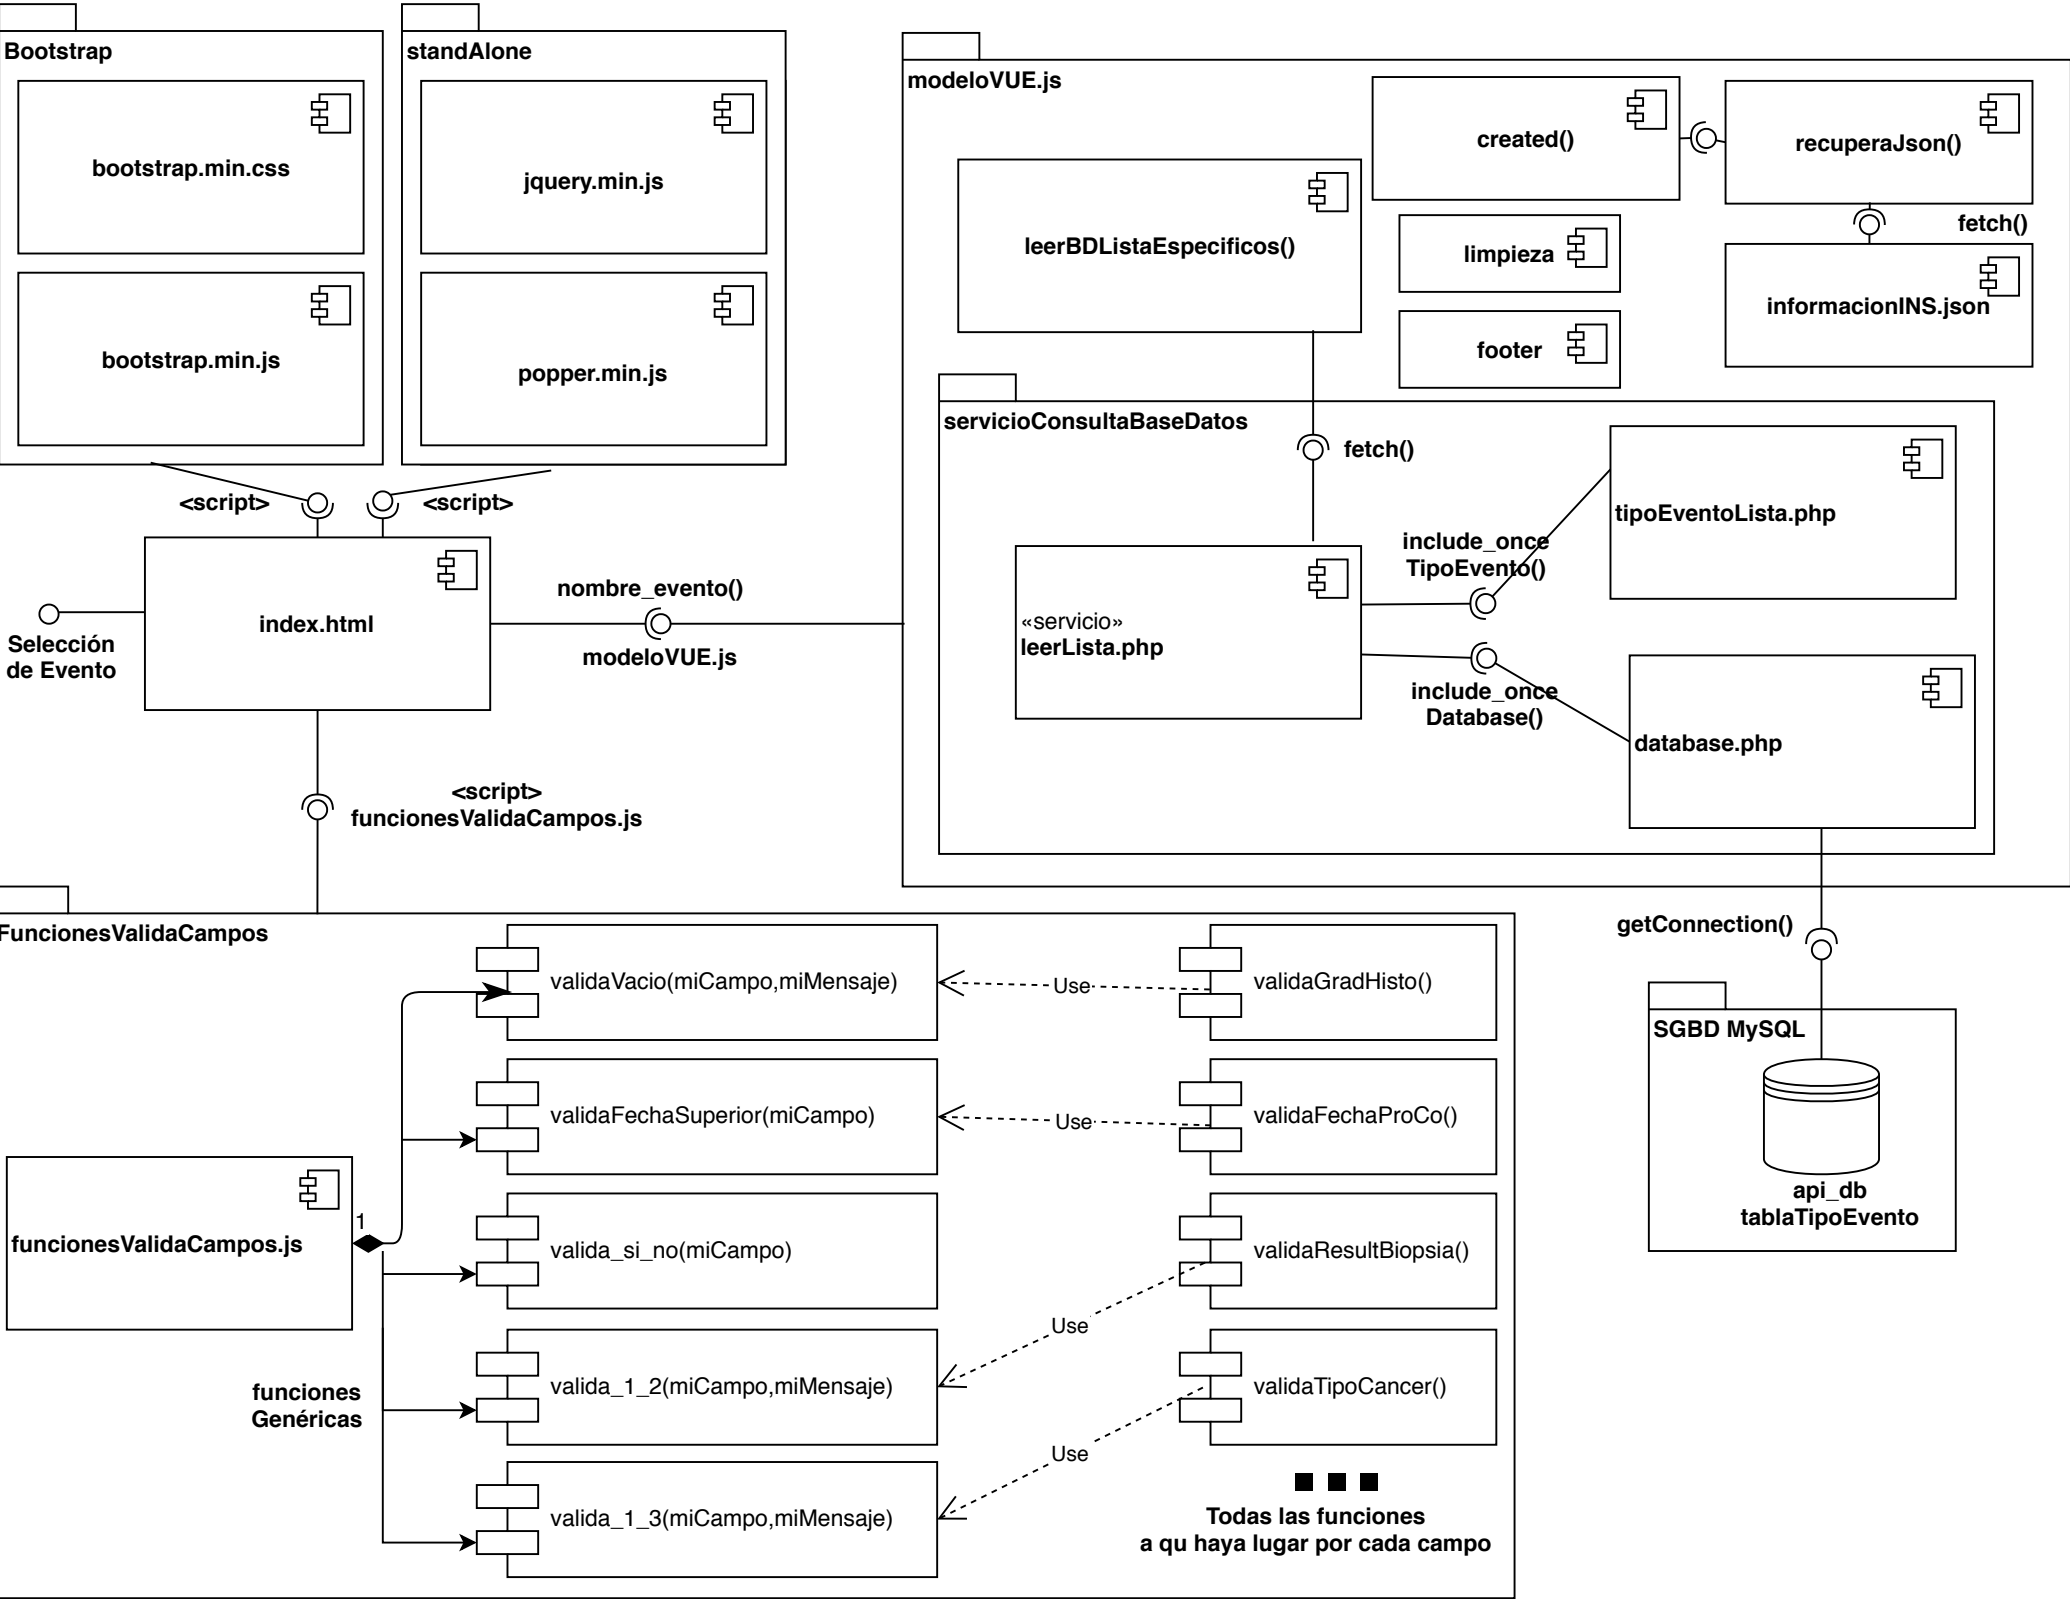 Bootstrap
bootstrap.min.css
bootstrap.min.js
standAlone
jquery.min.js
popper.min.js
<script>
<script>
index.html
Selección
de Evento
nombre_evento()
modeloVUE.js
<script>
funcionesValidaCampos.js
modeloVUE.js
created()
recuperaJson()
fetch()
leerBDListaEspecificos()
limpieza
footer
informacionINS.json
servicioConsultaBaseDatos
fetch()
tipoEventoLista.php
include_once
TipoEvento()
«servicio»
leerLista.php
include_once
Database()
database.php
getConnection()
SGBD MySQL
api_db
tablaTipoEvento
FuncionesValidaCampos
validaVacio(miCampo,miMensaje)
Use
validaGradHisto()
validaFechaSuperior(miCampo)
Use
validaFechaProCo()
funcionesValidaCampos.js
1
valida_si_no(miCampo)
validaResultBiopsia()
Use
funciones
Genéricas
valida_1_2(miCampo,miMensaje)
validaTipoCancer()
Use
valida_1_3(miCampo,miMensaje)
Todas las funciones
a qu haya lugar por cada campo